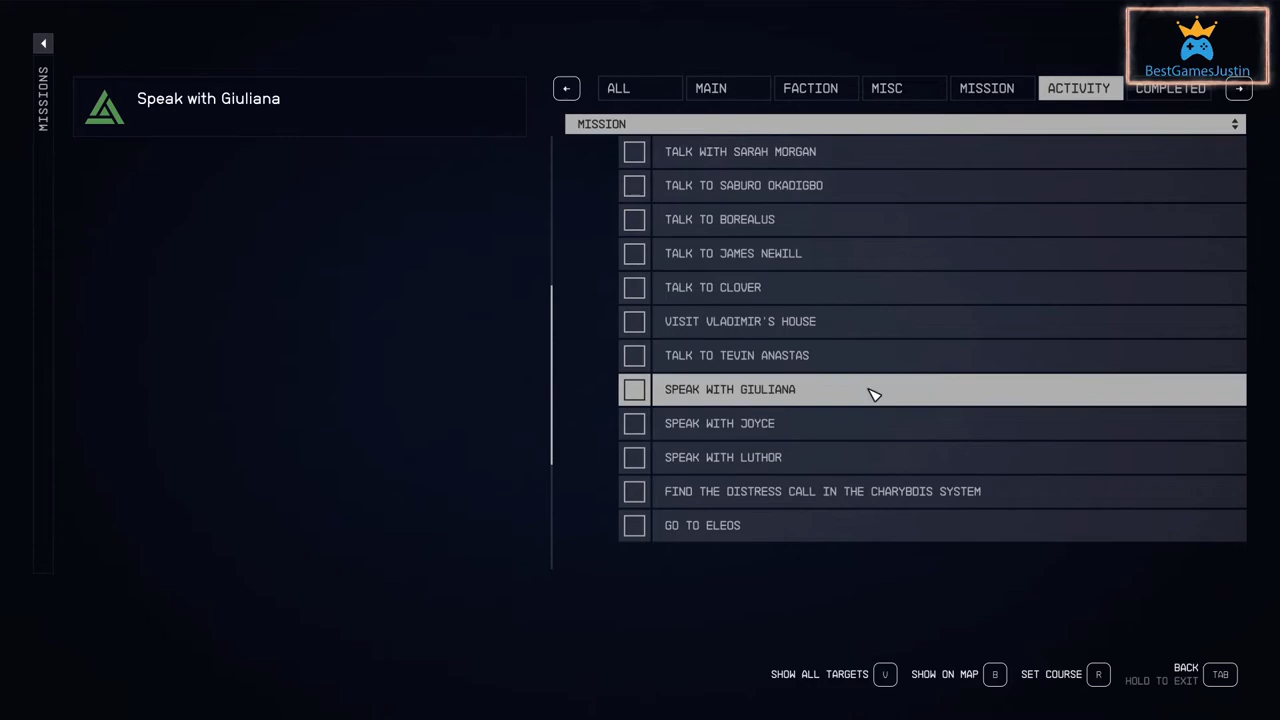 BestGamesJustin
MISSIONS
Speak with Giuliana
ALL
MAIN
FACTION
MISC
MISSION
ACTIVITY
COMPLETED
MISSION
TALK WITH SARAH MORGAN
TALK TO SABURO OKADIGBO
TALK TO BOREALUS
TALK TO JAMES NEWILL
TALK TO CLOVER
VISIT VLADIMIR'S HOUSE
TALK TO TEVIN ANASTAS
SPEAK WITH GIULIANA
SPEAK WITH JOYCE
SPEAK WITH LUTHOR
FIND THE DISTRESS CALL IN THE CHARYBDIS SYSTEM
GO TO ELEOS
SHOW ALL TARGETS V
SHOW ON MAP B
SET COURSE R
BACK
HOLD TO EXIT
TAB